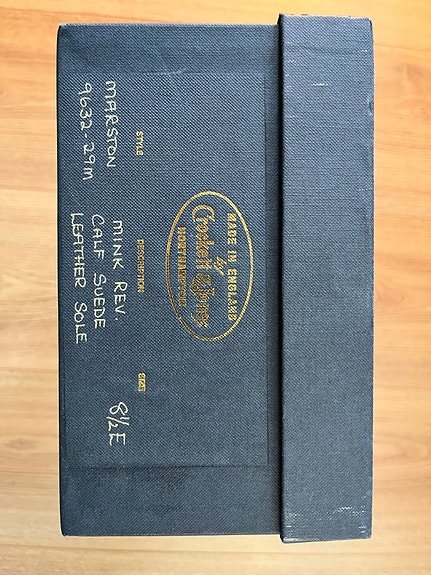 MADE IN ENGLAND
by
Crockett & Jones
NORTHAMPTON
STYLE
MARSTON
9632-29M
DESCRIPTION
MINK REV.
CALF SUEDE
LEATHER SOLE
SIZE
8½E